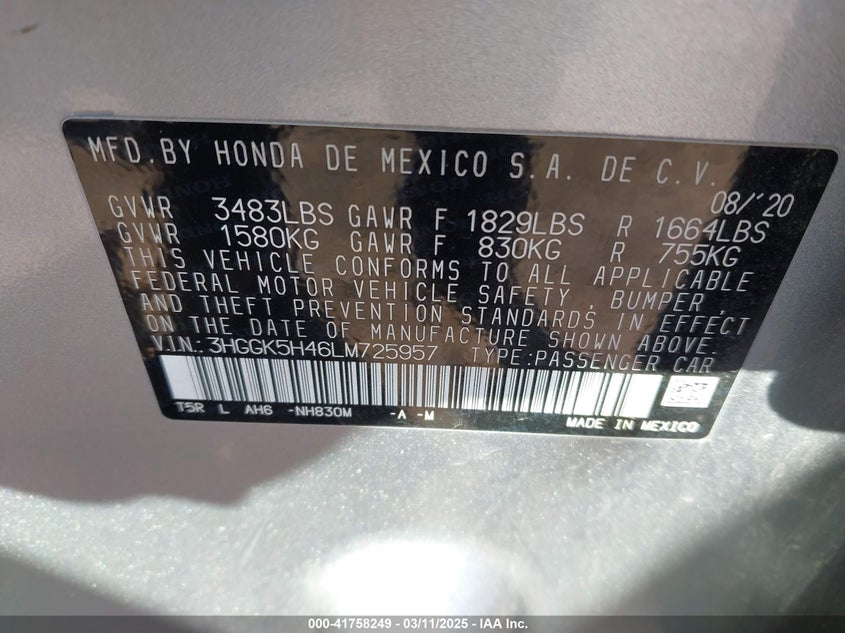 MFD.BY HONDA DE MEXICO S.A. DE C.V.
08/'20
GVWR 3483LBS GAWR F 1829LBS R 1664LBS
GVWR 1580KG GAWR F 830KG R 755KG
THIS VEHICLE CONFORMS TO ALL APPLICABLE
FEDERAL MOTOR VEHICLE SAFETY, BUMPER,
AND THEFT PREVENTION STANDARDS IN EFFECT
ON THE DATE OF MANUFACTURE SHOWN ABOVE.
VIN: 3HGGK5H46LM725957 TYPE:PASSENGER CAR
T5R L AH6 -NH830M -A -M
MADE IN MEXICO
000-41758249 - 03/11/2025 - IAA Inc.